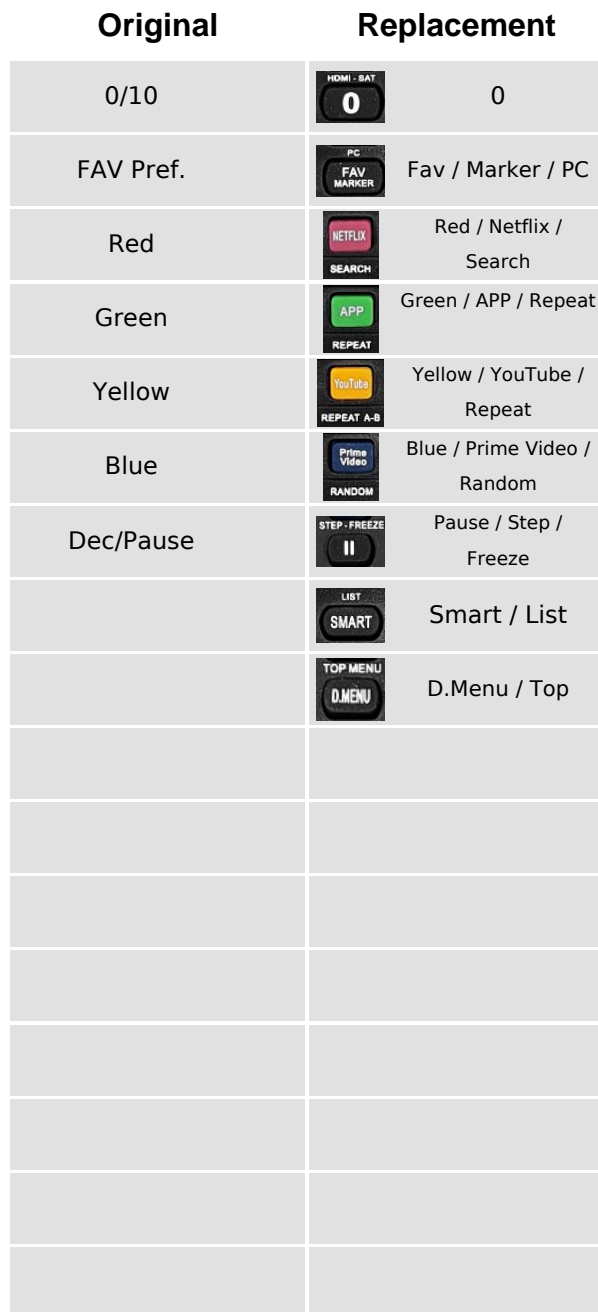 Original Replacement
0/10
HDMI - SAT
0
0
FAV Pref.
PC
FAV
MARKER
Fav / Marker / PC
Red
NETFLIX
SEARCH
Red / Netflix /
Search
Green
APP
REPEAT
Green / APP / Repeat
Yellow
YouTube
REPEAT A-B
Yellow / YouTube /
Repeat
Blue
Prime
Video
RANDOM
Blue / Prime Video /
Random
Dec/Pause
STEP - FREEZE
Pause / Step /
Freeze
LIST
SMART
Smart / List
TOP MENU
D.MENU
D.Menu / Top